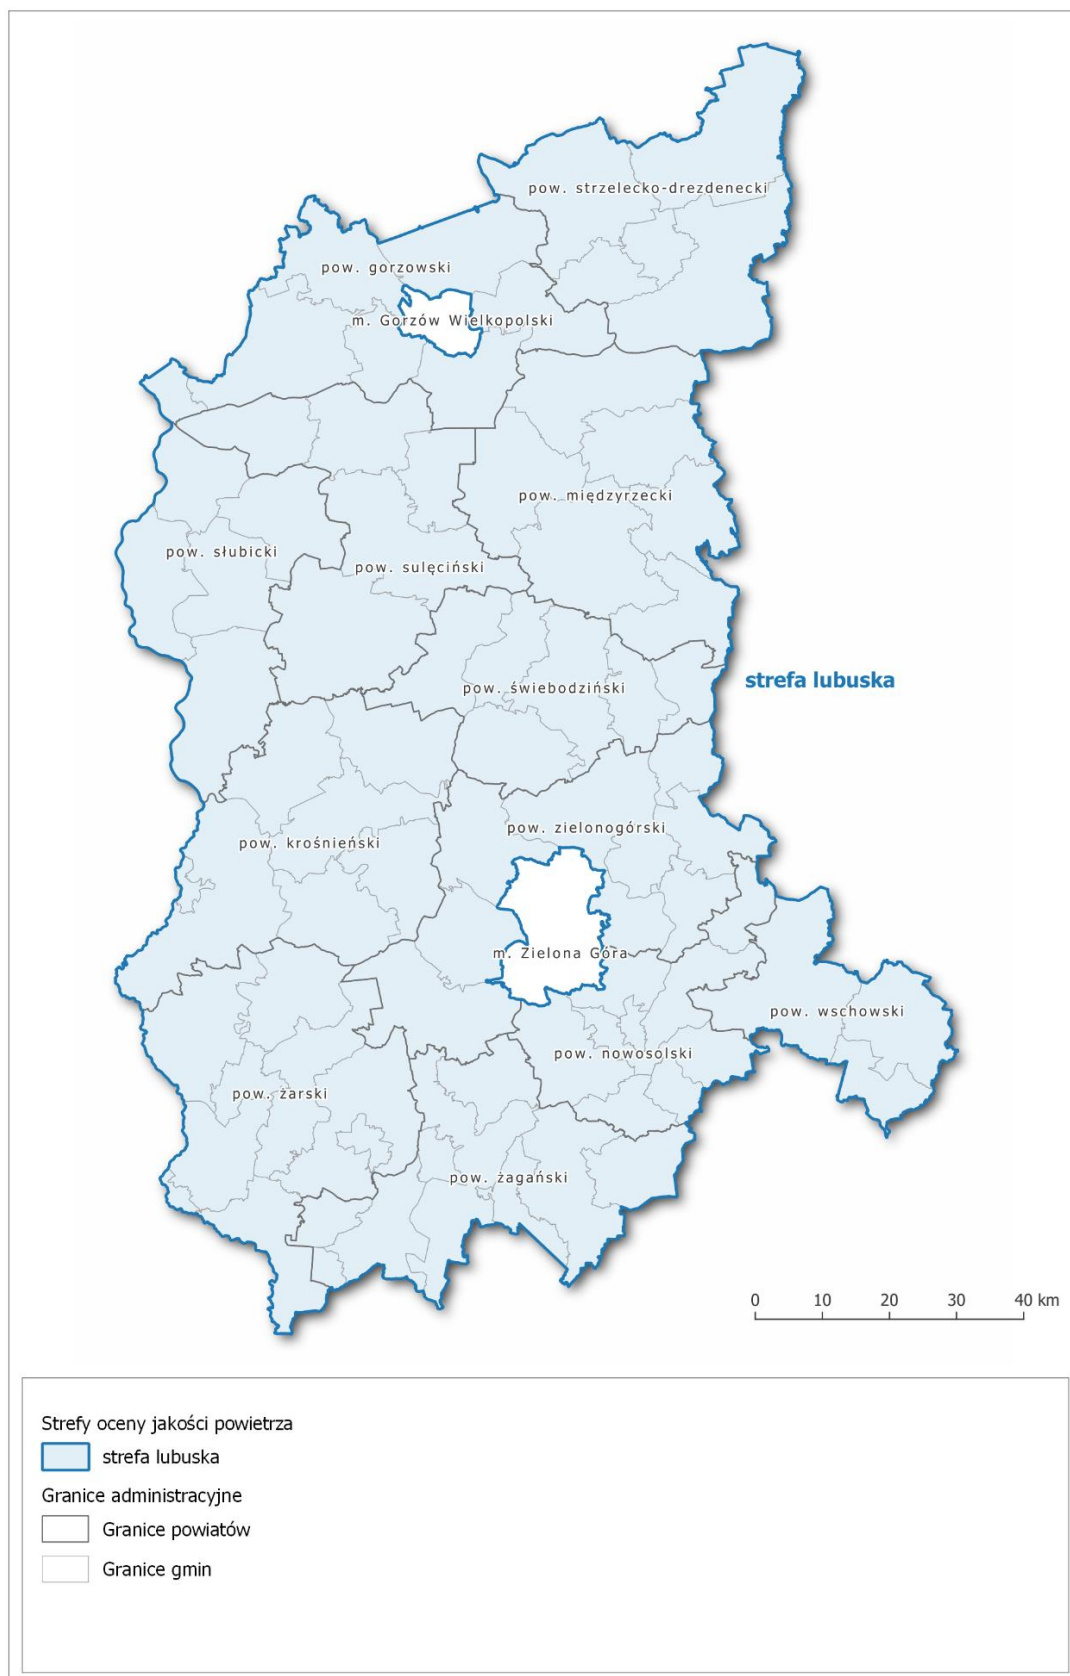 pow. strzelecko-drezdenecki
pow. gorzowski
m. Gorzów Wielkopolski
pow. międzyrzecki
pow. słubicki
pow. sulęciński
strefa lubuska
pow. świebodziński
pow. zielonogórski
pow. krośnieński
m. Zielona Góra
pow. wschowski
pow. nowosolski
pow. żarski
pow. żagański
0 10 20 30 40 km
Strefy oceny jakości powietrza
strefa lubuska
Granice administracyjne
Granice powiatów
Granice gmin